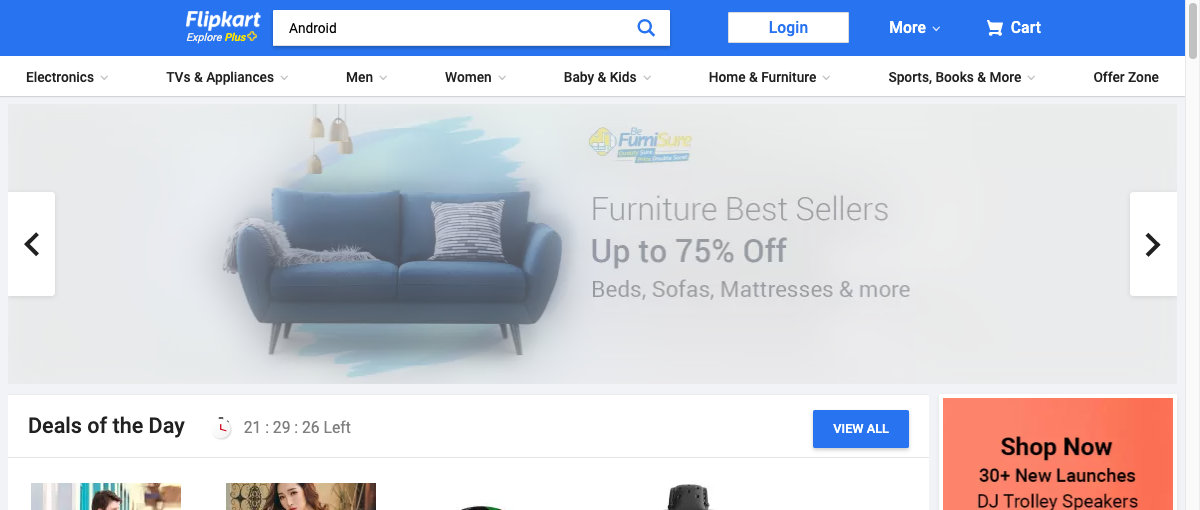 Flipkart
Explore Plus
Android
Login
More
Cart
Electronics
TVs & Appliances
Men
Women
Baby & Kids
Home & Furniture
Sports, Books & More
Offer Zone
Be
FurniSure
Furniture Best Sellers
Up to 75% Off
Beds, Sofas, Mattresses & more
Deals of the Day
21 : 29 : 26 Left
VIEW ALL
Shop Now
30+ New Launches
DJ Trolley Speakers